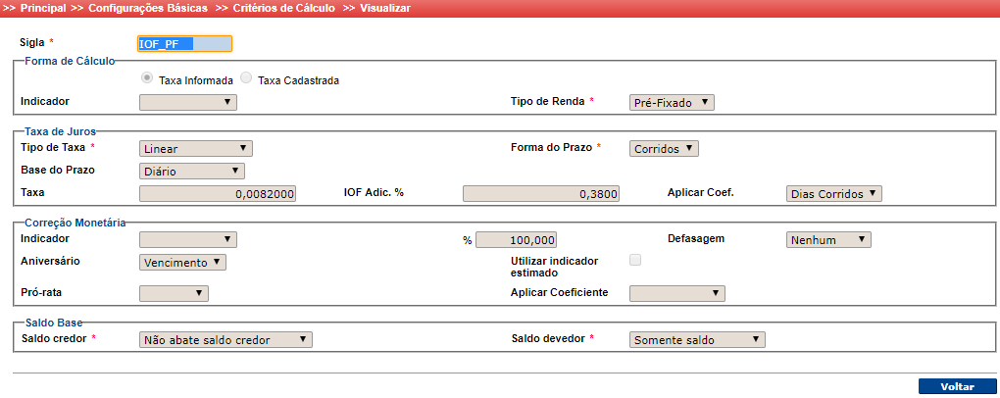 >> Principal >> Configurações Básicas >> Critérios de Cálculo >> Visualizar
Sigla * IOF_PF
Forma de Cálculo
Taxa Informada Taxa Cadastrada
Indicador Tipo de Renda * Pré-Fixado
Taxa de Juros
Tipo de Taxa * Linear Forma do Prazo * Corridos
Base do Prazo Diário
Taxa 0,0082000 IOF Adic. % 0,3800 Aplicar Coef. Dias Corridos
Correção Monetária
Indicador % 100,000 Defasagem Nenhum
Aniversário Vencimento Utilizar indicador
estimado
Pró-rata Aplicar Coeficiente
Saldo Base
Saldo credor * Não abate saldo credor Saldo devedor * Somente saldo
Voltar